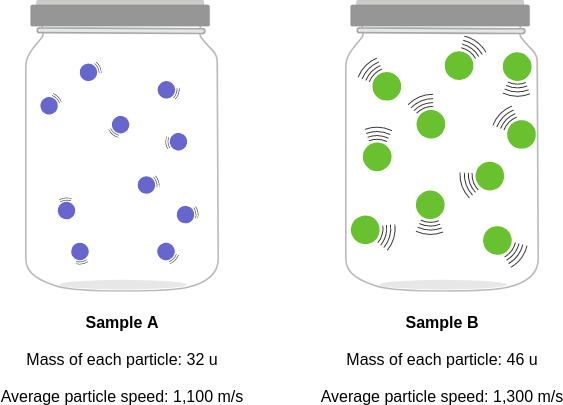 Sample A
Mass of each particle: 32 u
Average particle speed: 1,100 m/s
Sample B
Mass of each particle: 46 u
Average particle speed: 1,300 m/s